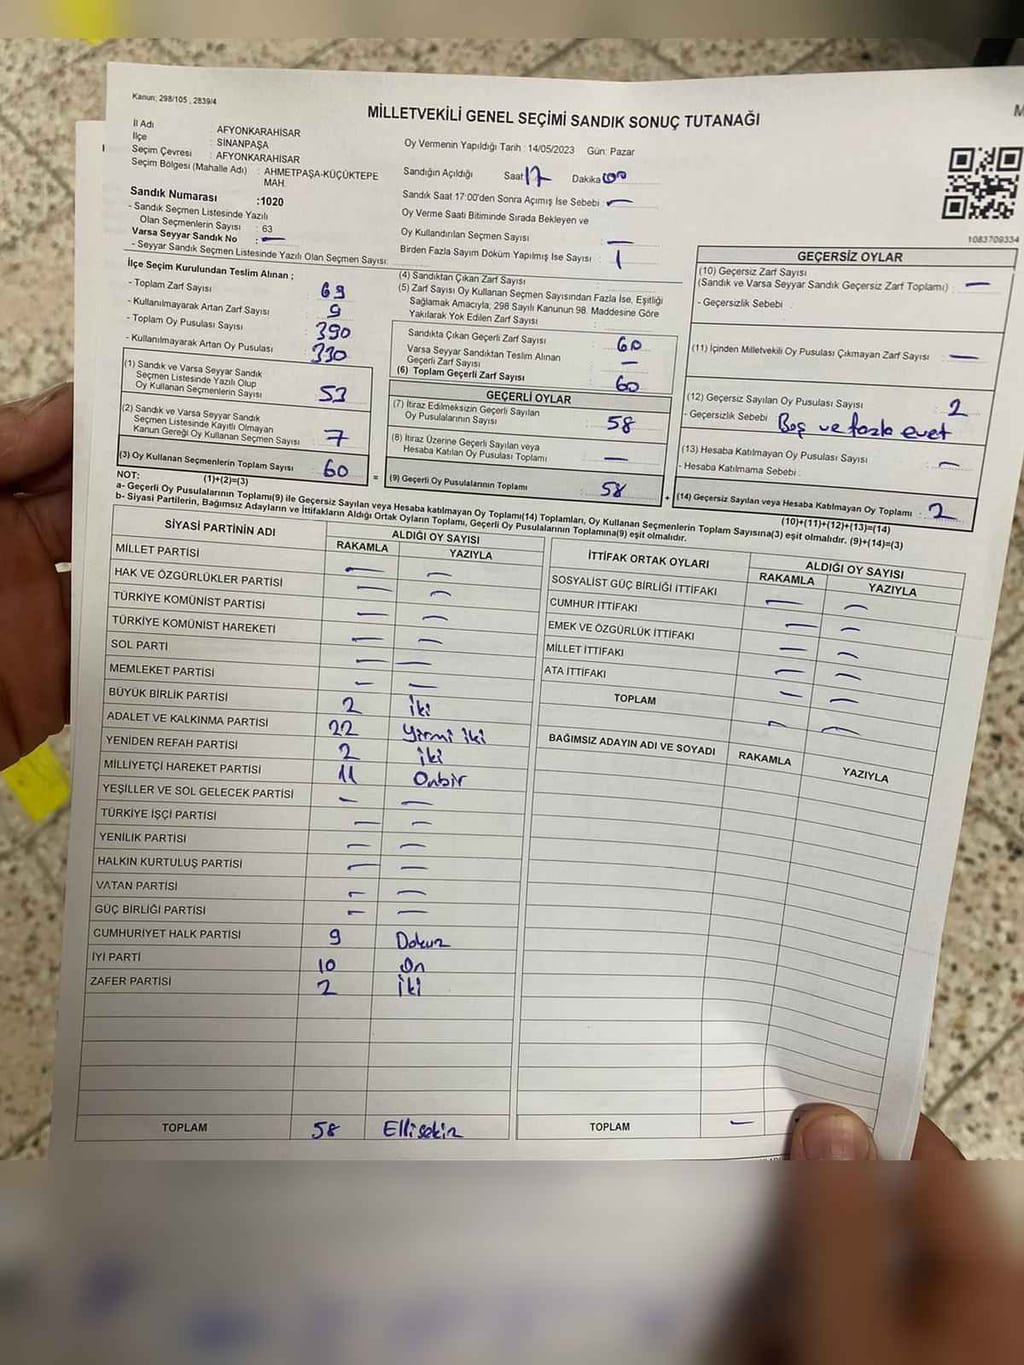 Kanun; 298/105 , 2839/4
MİLLETVEKİLİ GENEL SEÇİMİ SANDIK SONUÇ TUTANAĞI
İl Adı : AFYONKARAHİSAR
İlçe : SİNANPAŞA
Seçim Çevresi : AFYONKARAHİSAR
Seçim Bölgesi (Mahalle Adı) : AHMETPAŞA-KÜÇÜKTEPE MAH.
Sandık Numarası :1020
- Sandık Seçmen Listesinde Yazılı
Olan Seçmenlerin Sayısı : 63
Varsa Seyyar Sandık No : —
- Seyyar Sandık Seçmen Listesinde Yazılı Olan Seçmen Sayısı:
Oy Vermenin Yapıldığı Tarih : 14/05/2023 Gün: Pazar
Sandığın Açıldığı Saat 17 Dakika 00
Sandık Saat 17:00'den Sonra Açımış İse Sebebi —
Oy Verme Saati Bitiminde Sırada Bekleyen ve
Oy Kullandırılan Seçmen Sayısı —
Birden Fazla Sayım Döküm Yapılmış İse Sayısı : 1
1083709334
İlçe Seçim Kurulundan Teslim Alınan ;
- Toplam Zarf Sayısı 69
- Kullanılmayarak Artan Zarf Sayısı 9
- Toplam Oy Pusulası Sayısı 390
- Kullanılmayarak Artan Oy Pusulası 330
(1) Sandık ve Varsa Seyyar Sandık
Seçmen Listesinde Yazılı Olup
Oy Kullanan Seçmenlerin Sayısı 53
(2) Sandık ve Varsa Seyyar Sandık
Seçmen Listesinde Kayıtlı Olmayan
Kanun Gereği Oy Kullanan Seçmen Sayısı 7
(3) Oy Kullanan Seçmenlerin Toplam Sayısı 60
(1)+(2)=(3)
(4) Sandıktan Çıkan Zarf Sayısı :
(5) Zarf Sayısı Oy Kullanan Seçmen Sayısından Fazla İse, Eşitliği
Sağlamak Amacıyla; 298 Sayılı Kanunun 98. Maddesine Göre
Yakılarak Yok Edilen Zarf Sayısı
Sandıkta Çıkan Geçerli Zarf Sayısı 60
Varsa Seyyar Sandıktan Teslim Alınan
Geçerli Zarf Sayısı —
(6) Toplam Geçerli Zarf Sayısı 60
GEÇERLİ OYLAR
(7) İtiraz Edilmeksizin Geçerli Sayılan
Oy Pusulalarının Sayısı 58
(8) İtiraz Üzerine Geçerli Sayılan veya
Hesaba Katılan Oy Pusulası Toplamı —
= (9) Geçerli Oy Pusulalarının Toplamı 58
GEÇERSİZ OYLAR
(10) Geçersiz Zarf Sayısı
(Sandık ve Varsa Seyyar Sandık Geçersiz Zarf Toplamı) : —
- Geçersizlik Sebebi :
(11) İçinden Milletvekili Oy Pusulası Çıkmayan Zarf Sayısı —
(12) Geçersiz Sayılan Oy Pusulası Sayısı 2
- Geçersizlik Sebebi Boş ve fazla evet
(13) Hesaba Katılmayan Oy Pusulası Sayısı —
- Hesaba Katılmama Sebebi :
+ (14) Geçersiz Sayılan veya Hesaba Katılmayan Oy Toplamı : 2
(10)+(11)+(12)+(13)=(14)
NOT:
a- Geçerli Oy Pusulalarının Toplamı(9) ile Geçersiz Sayılan veya Hesaba katılmayan Oy Toplamı(14) Toplamları, Oy Kullanan Seçmenlerin Toplam Sayısına(3) eşit olmalıdır. (9)+(14)=(3)
b- Siyasi Partilerin, Bağımsız Adayların ve İttifakların Aldığı Ortak Oyların Toplamı, Geçerli Oy Pusulalarının Toplamına(9) eşit olmalıdır.
SİYASİ PARTİNİN ADI ALDIĞI OY SAYISI
RAKAMLA YAZIYLA
MİLLET PARTİSİ — —
HAK VE ÖZGÜRLÜKLER PARTİSİ — —
TÜRKİYE KOMÜNİST PARTİSİ — —
TÜRKİYE KOMÜNİST HAREKETİ — —
SOL PARTİ — —
MEMLEKET PARTİSİ — —
BÜYÜK BİRLİK PARTİSİ 2 iki
ADALET VE KALKINMA PARTİSİ 22 Yirmi iki
YENİDEN REFAH PARTİSİ 2 iki
MİLLİYETÇİ HAREKET PARTİSİ 11 Onbir
YEŞİLLER VE SOL GELECEK PARTİSİ — —
TÜRKİYE İŞÇİ PARTİSİ — —
YENİLİK PARTİSİ — —
HALKIN KURTULUŞ PARTİSİ — —
VATAN PARTİSİ — —
GÜÇ BİRLİĞİ PARTİSİ — —
CUMHURİYET HALK PARTİSİ 9 Dokuz
İYİ PARTİ 10 On
ZAFER PARTİSİ 2 İki
TOPLAM 58 Ellisekiz
İTTİFAK ORTAK OYLARI ALDIĞI OY SAYISI
RAKAMLA YAZIYLA
SOSYALİST GÜÇ BİRLİĞİ İTTİFAKI — —
CUMHUR İTTİFAKI — —
EMEK VE ÖZGÜRLÜK İTTİFAKI — —
MİLLET İTTİFAKI — —
ATA İTTİFAKI — —
TOPLAM — —
BAĞIMSIZ ADAYIN ADI VE SOYADI RAKAMLA YAZIYLA
TOPLAM —